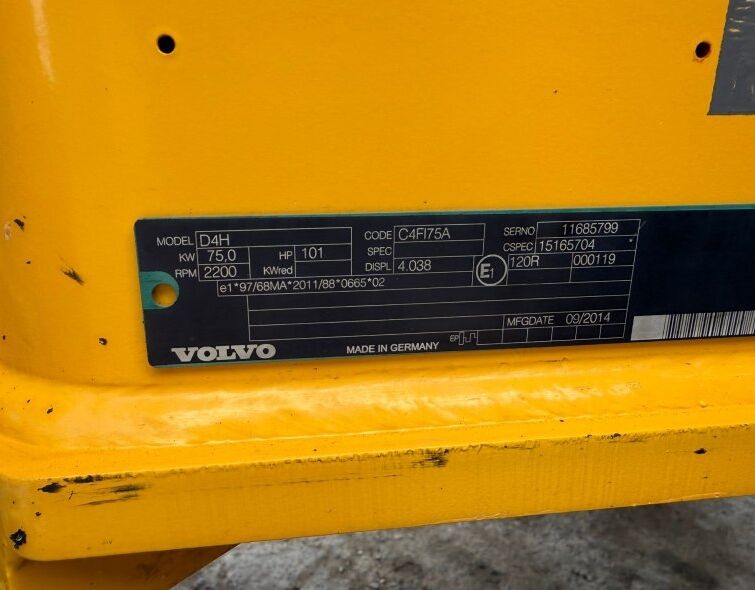 MODEL D4H CODE C4FI75A SERNO 11685799
KW 75,0 HP 101 SPEC CSPEC 15165704 *
RPM 2200 KWred DISPL 4.038 E1 120R 000119
e1*97/68MA*2011/88*0665*02
MFGDATE 09/2014
VOLVO MADE IN GERMANY EP